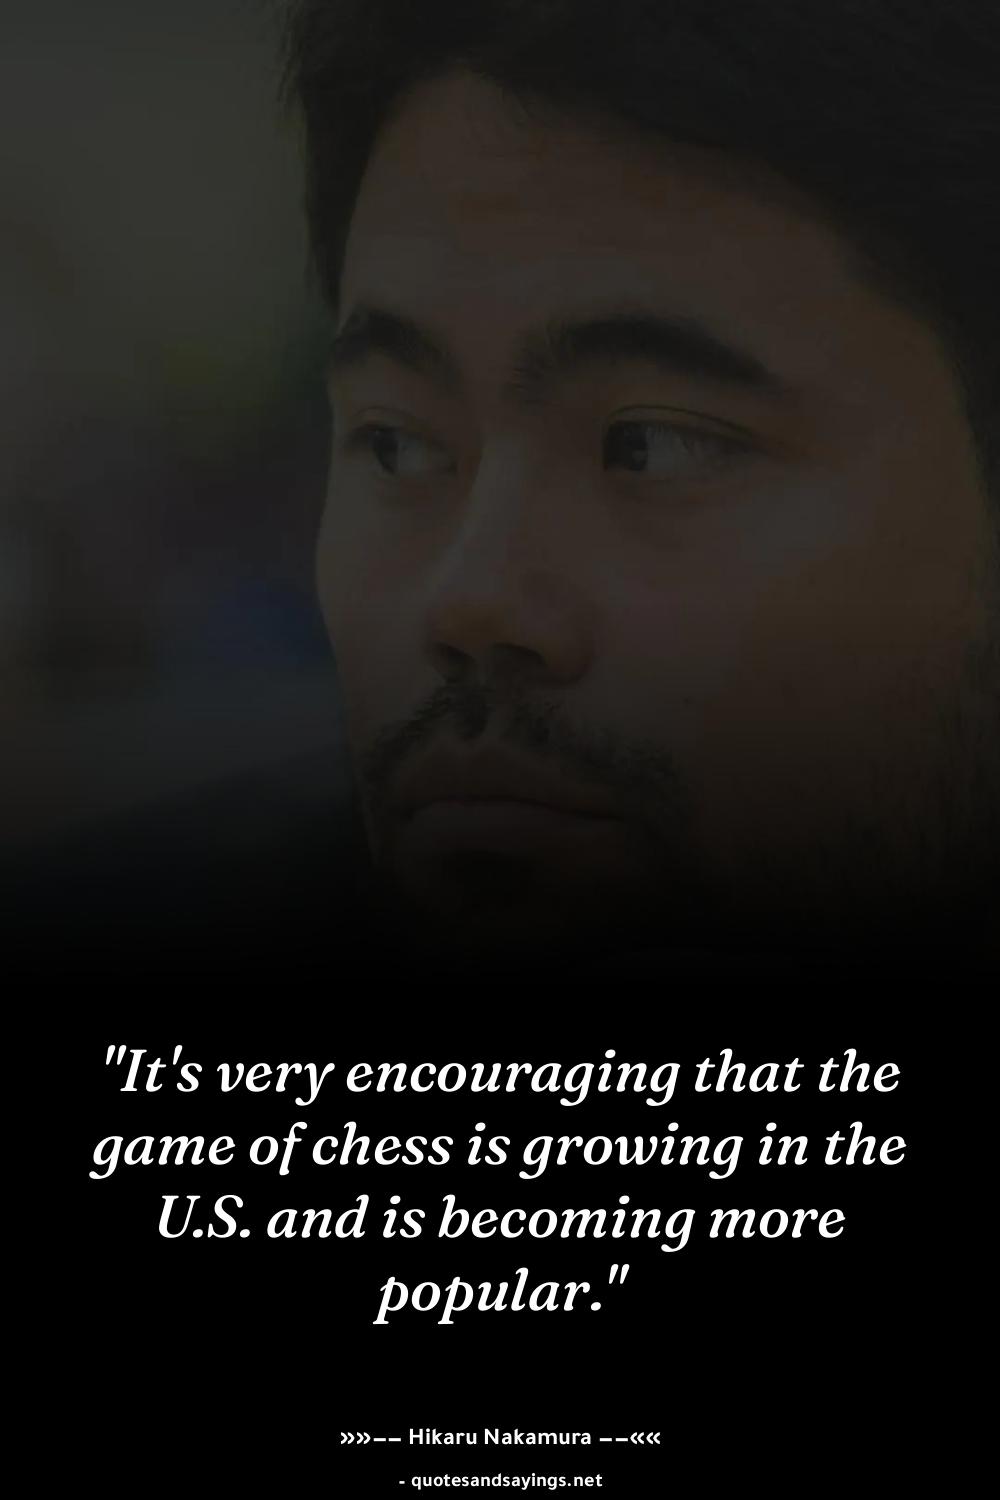 "It's very encouraging that the
game of chess is growing in the
U.S. and is becoming more
popular."
»»−− Hikaru Nakamura −−««
- quotesandsayings.net